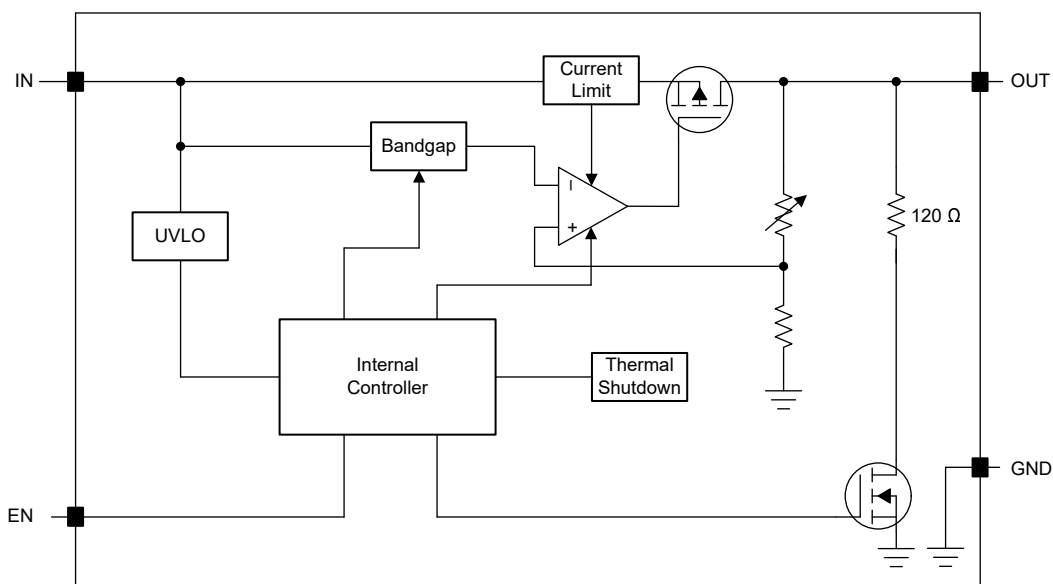 IN
Current
Limit
OUT
Bandgap
–
+
UVLO
120 Ω
Internal
Controller
Thermal
Shutdown
GND
EN